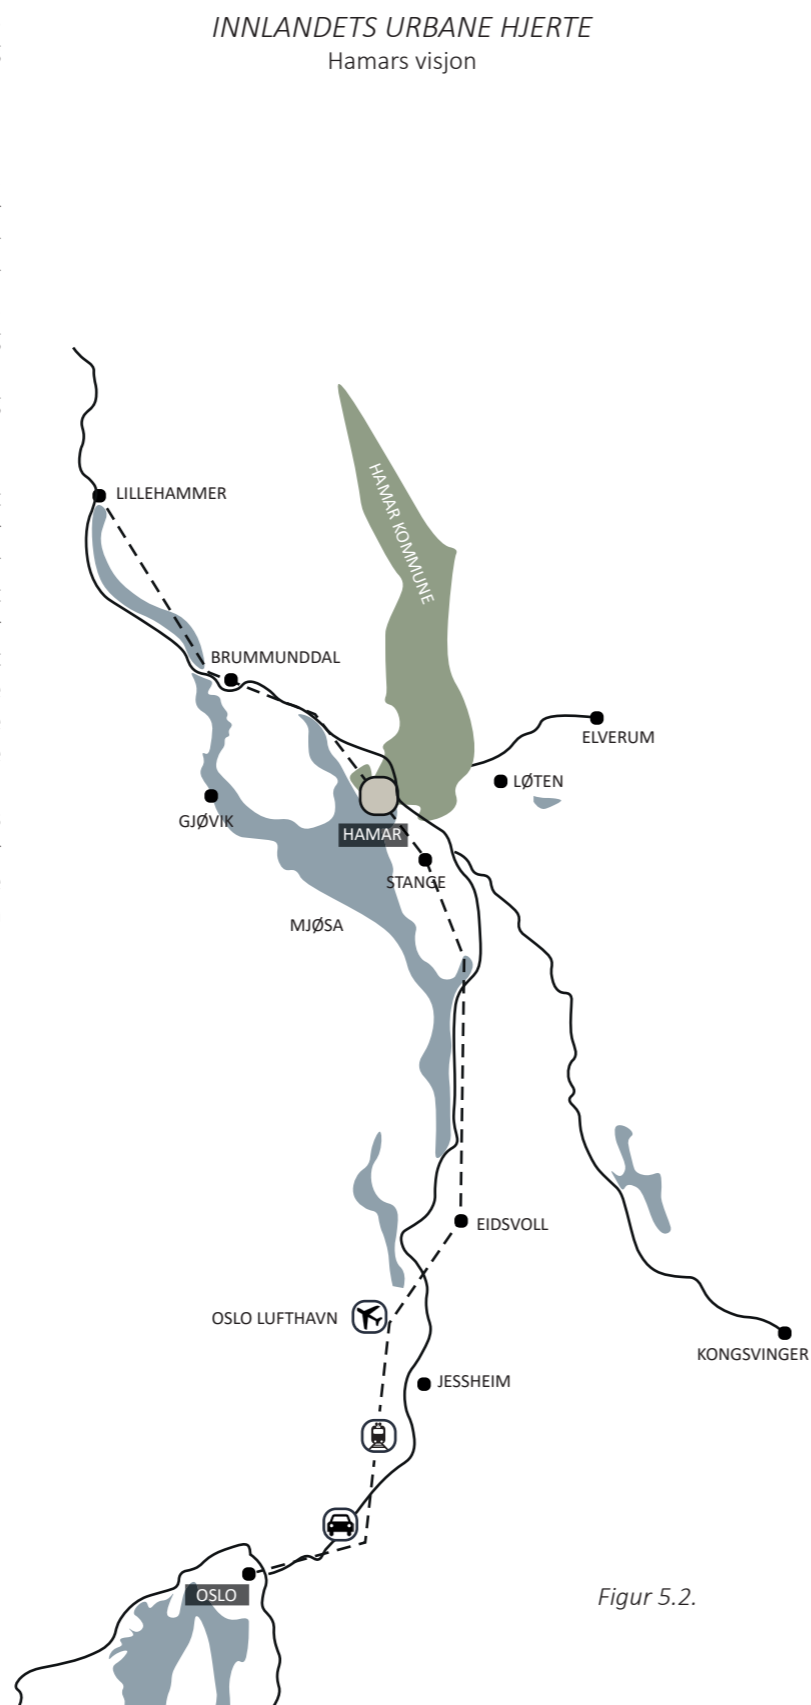 INNLANDETS URBANE HJERTE
Hamars visjon
HAMAR KOMMUNE
LILLEHAMMER
BRUMMUNDDAL
ELVERUM
LØTEN
GJØVIK
HAMAR
STANGE
MJØSA
EIDSVOLL
OSLO LUFTHAVN
KONGSVINGER
JESSHEIM
OSLO
Figur 5.2.